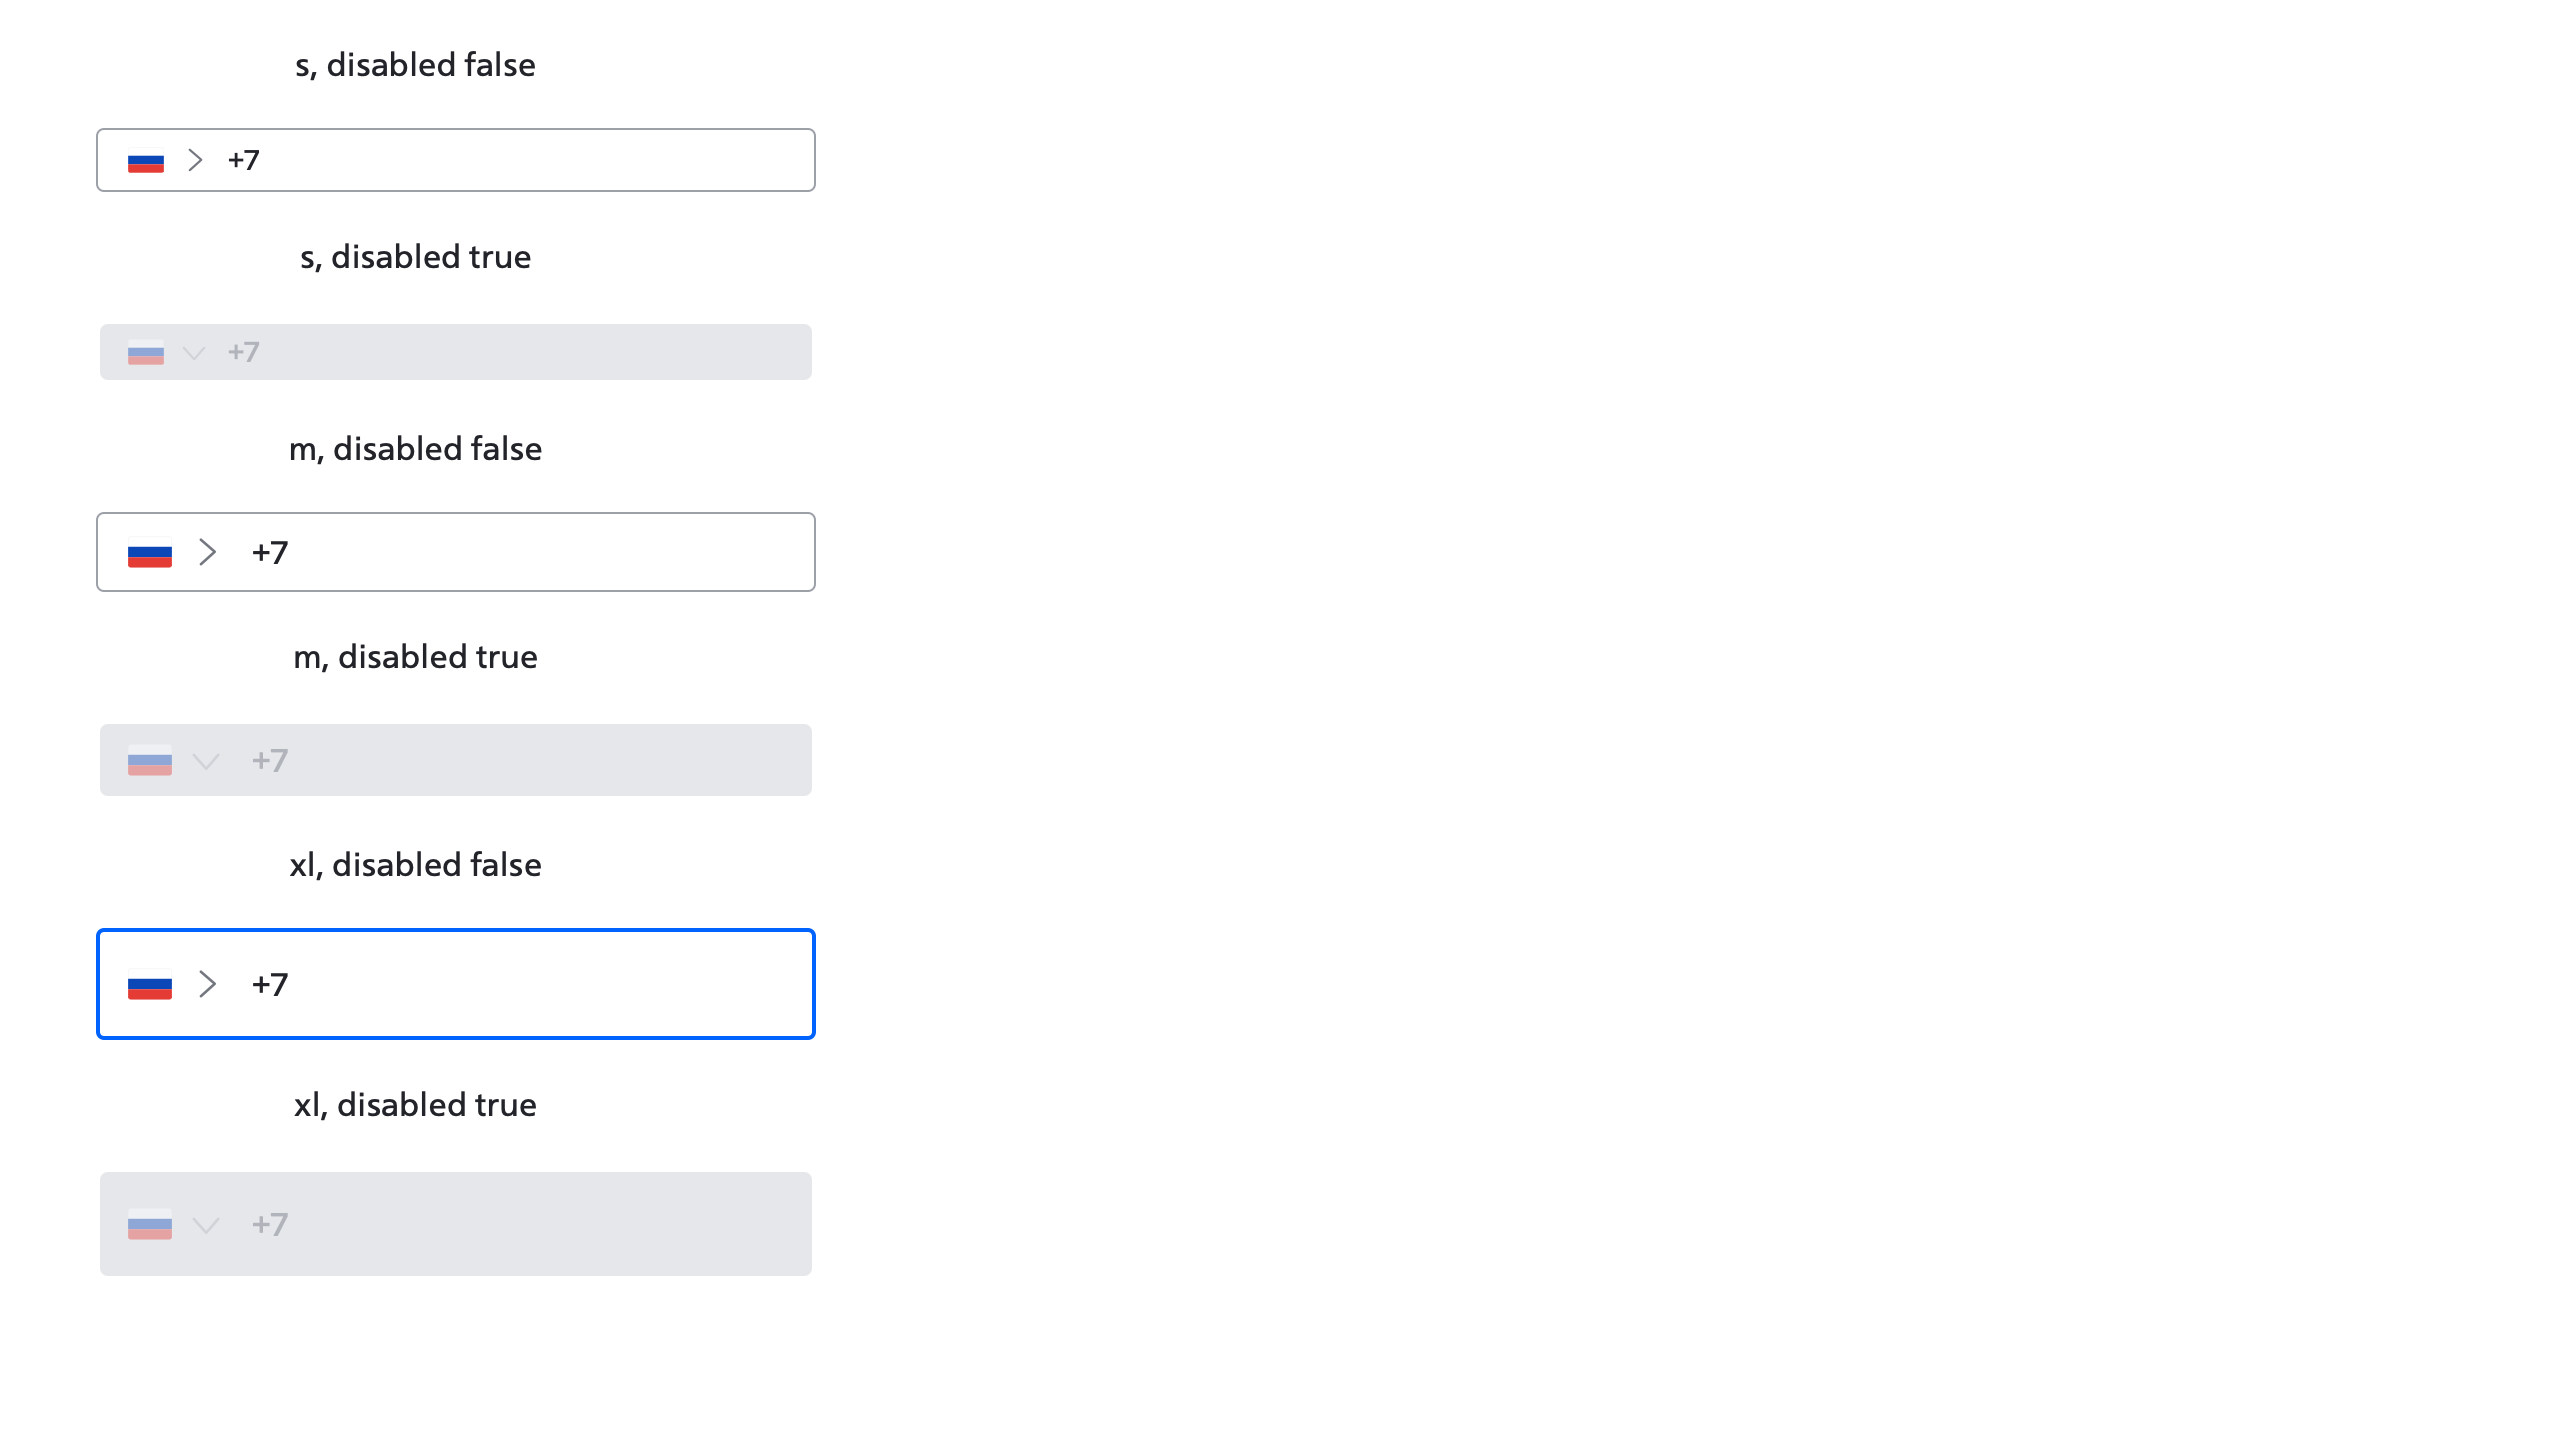 s, disabled false
+7
s, disabled true
+7
m, disabled false
+7
m, disabled true
+7
xl, disabled false
+7
xl, disabled true
+7